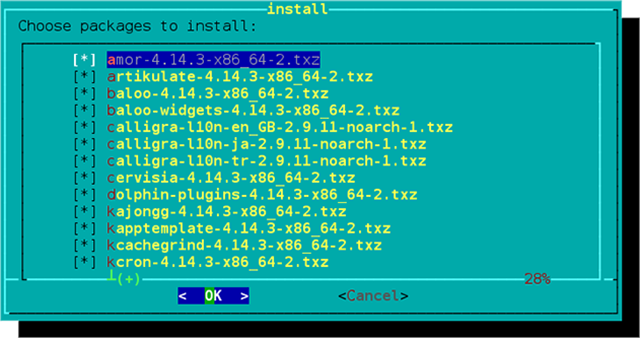 install
Choose packages to install:
[*] amor-4.14.3-x86_64-2.txz
[*] artikulate-4.14.3-x86_64-2.txz
[*] baloo-4.14.3-x86_64-2.txz
[*] baloo-widgets-4.14.3-x86_64-2.txz
[*] calligra-l10n-en_GB-2.9.11-noarch-1.txz
[*] calligra-l10n-ja-2.9.11-noarch-1.txz
[*] calligra-l10n-tr-2.9.11-noarch-1.txz
[*] cervisia-4.14.3-x86_64-2.txz
[*] dolphin-plugins-4.14.3-x86_64-2.txz
[*] kajongg-4.14.3-x86_64-2.txz
[*] kapptemplate-4.14.3-x86_64-2.txz
[*] kcachegrind-4.14.3-x86_64-2.txz
[*] kcron-4.14.3-x86_64-2.txz
(+) 28%
< OK > <Cancel>